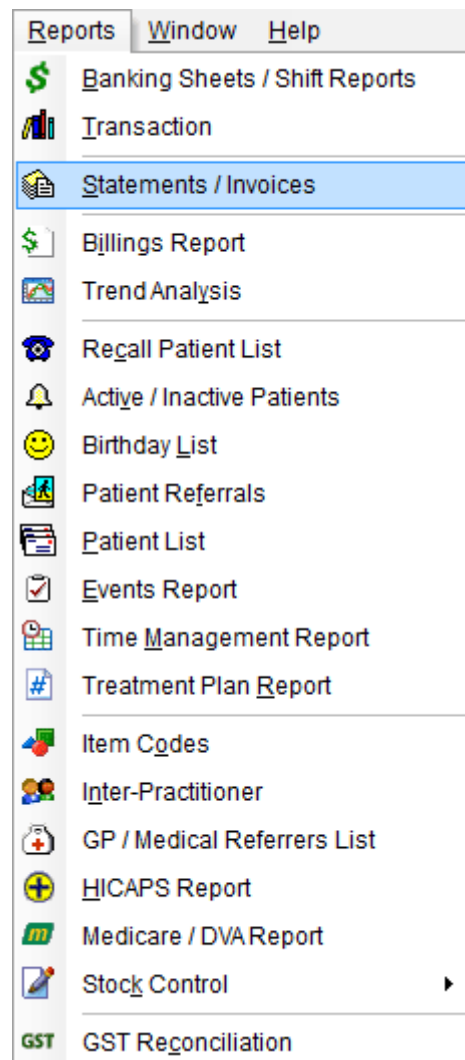 Reports Window Help
Banking Sheets / Shift Reports
Transaction
Statements / Invoices
Billings Report
Trend Analysis
Recall Patient List
Active / Inactive Patients
Birthday List
Patient Referrals
Patient List
Events Report
Time Management Report
Treatment Plan Report
Item Codes
Inter-Practitioner
GP / Medical Referrers List
HICAPS Report
m Medicare / DVA Report
Stock Control
GST GST Reconciliation